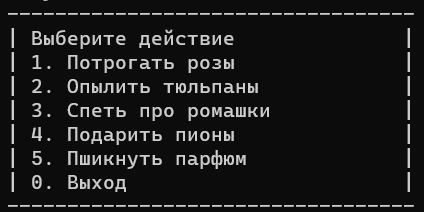 Выберите действие
1. Потрогать розы
2. Опылить тюльпаны
3. Спеть про ромашки
4. Подарить пионы
5. Пшикнуть парфюм
0. Выход